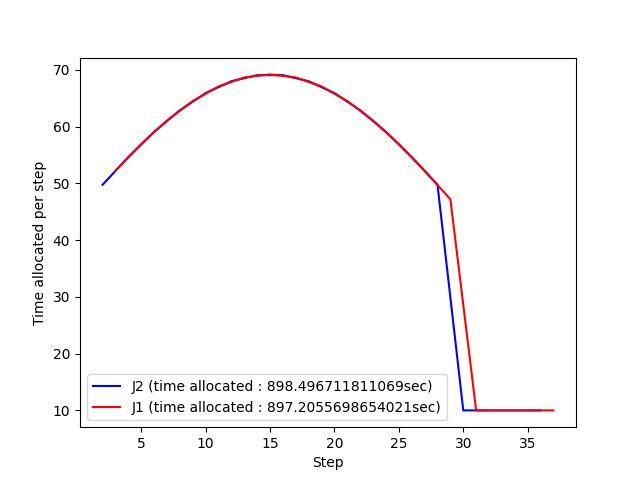 70
60
50
40
30
20
10
Time allocated per step
J2 (time allocated : 898.496711811069sec)
J1 (time allocated : 897.2055698654021sec)
5 10 15 20 25 30 35
Step